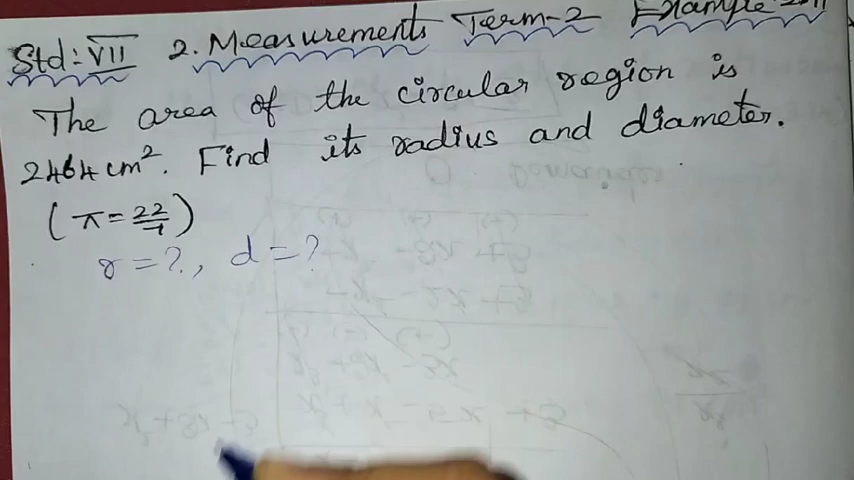 Std: VII 2. Measurements Term-2 Example
The area of the circular region is
2464 cm². Find its radius and diameter.
(π = 22/7)
r = ?, d = ?